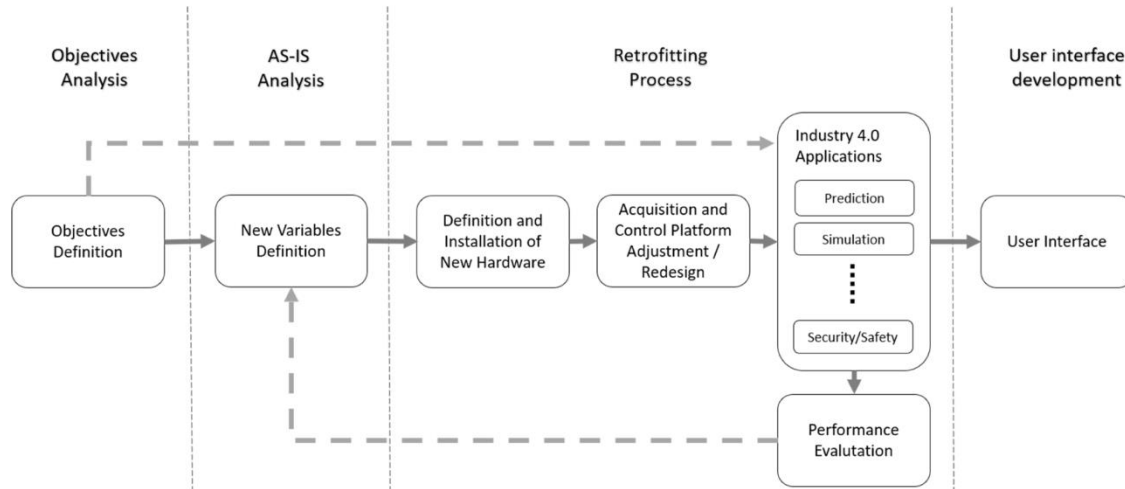 Objectives
Analysis
AS-IS
Analysis
Retrofitting
Process
User interface
development
Objectives
Definition
New Variables
Definition
Definition and
Installation of
New Hardware
Acquisition and
Control Platform
Adjustment /
Redesign
Industry 4.0
Applications
Prediction
Simulation
Security/Safety
User Interface
Performance
Evalutation